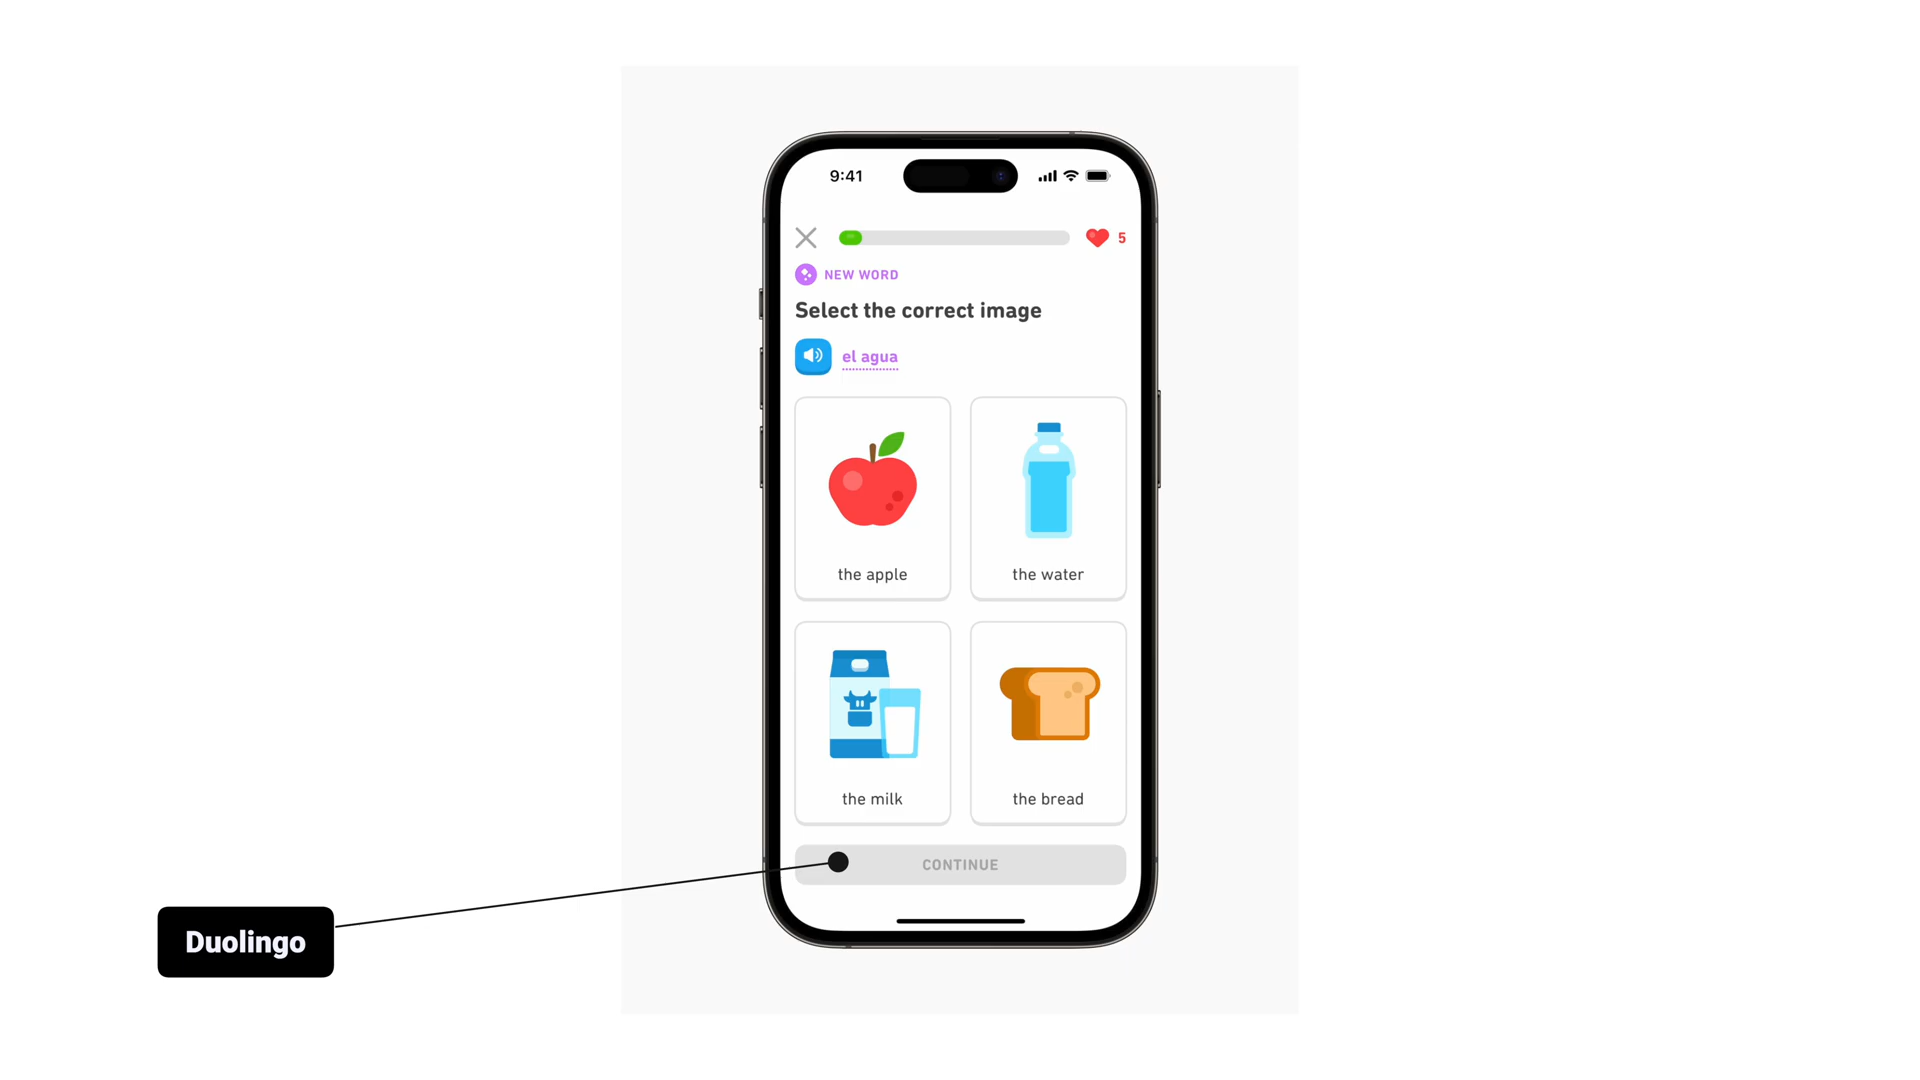 9:41
5
NEW WORD
Select the correct image
el agua
the apple
the water
the milk
the bread
CONTINUE
Duolingo